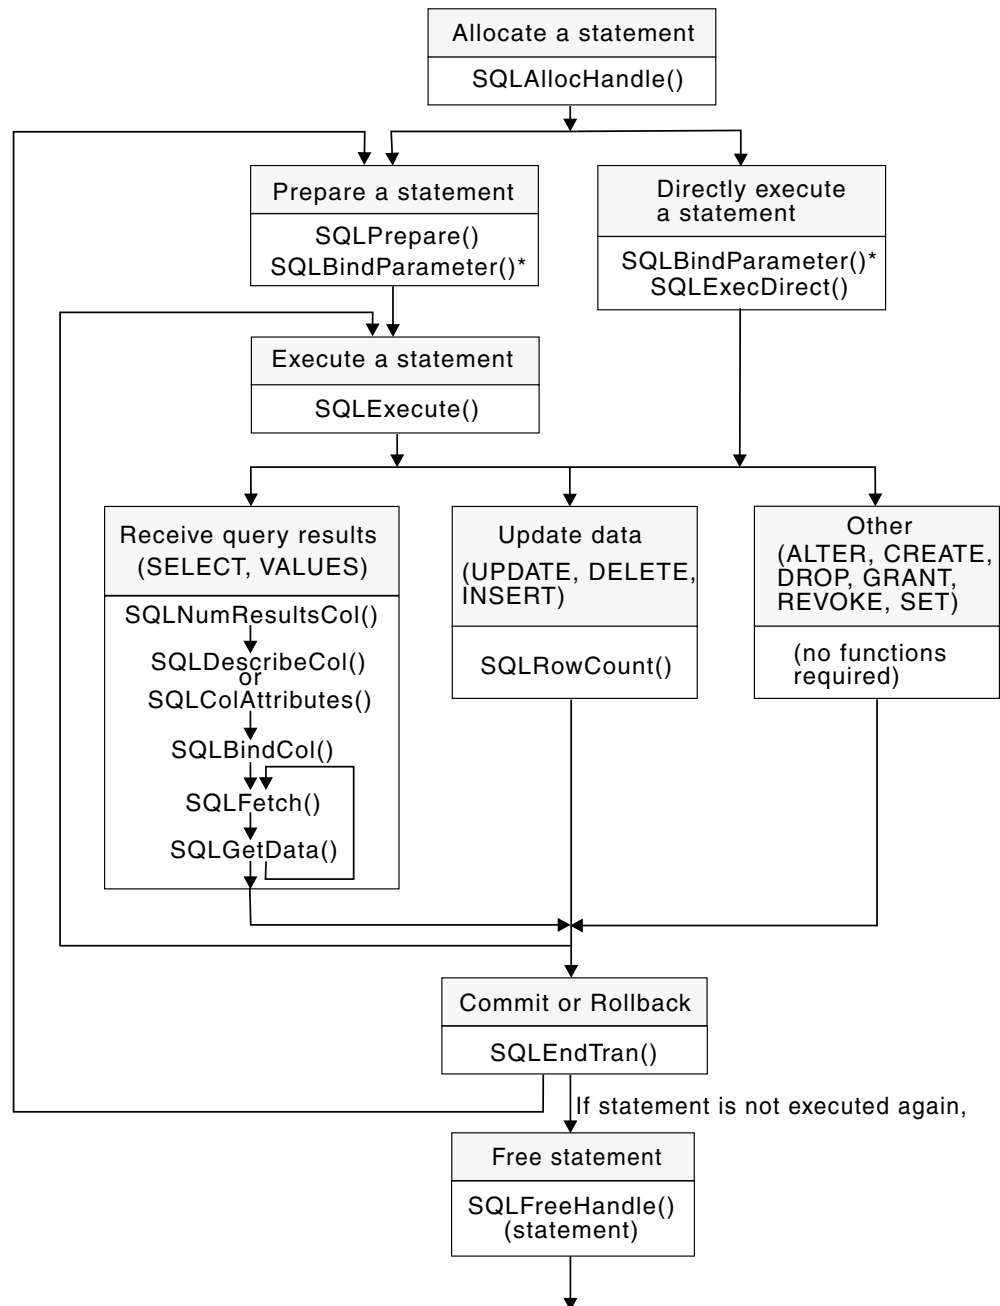 Allocate a statement
SQLAllocHandle()
Prepare a statement
SQLPrepare()
SQLBindParameter()*
Directly execute
a statement
SQLBindParameter()*
SQLExecDirect()
Execute a statement
SQLExecute()
Receive query results
(SELECT, VALUES)
SQLNumResultsCol()
SQLDescribeCol()
or
SQLColAttributes()
SQLBindCol()
SQLFetch()
SQLGetData()
Update data
(UPDATE, DELETE,
INSERT)
SQLRowCount()
Other
(ALTER, CREATE,
DROP, GRANT,
REVOKE, SET)
(no functions
required)
Commit or Rollback
SQLEndTran()
If statement is not executed again,
Free statement
SQLFreeHandle()
(statement)